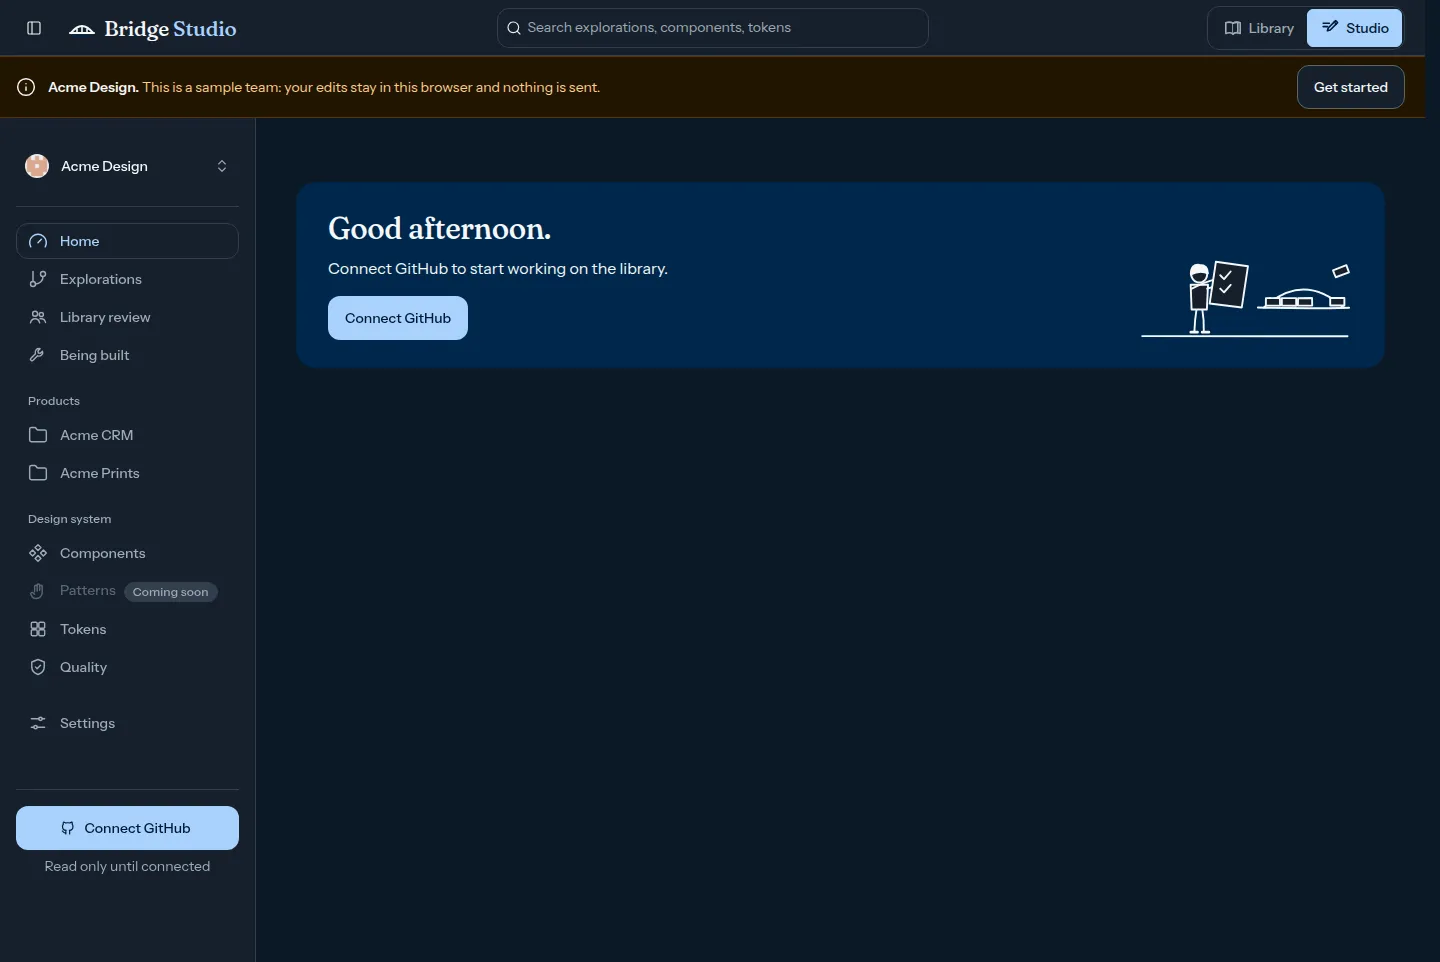 Bridge Studio
Search explorations, components, tokens
Library
Studio
Acme Design. This is a sample team: your edits stay in this browser and nothing is sent.
Get started
Acme Design
Home
Explorations
Library review
Being built
Products
Acme CRM
Acme Prints
Design system
Components
Patterns Coming soon
Tokens
Quality
Settings
Connect GitHub
Read only until connected
Good afternoon.
Connect GitHub to start working on the library.
Connect GitHub